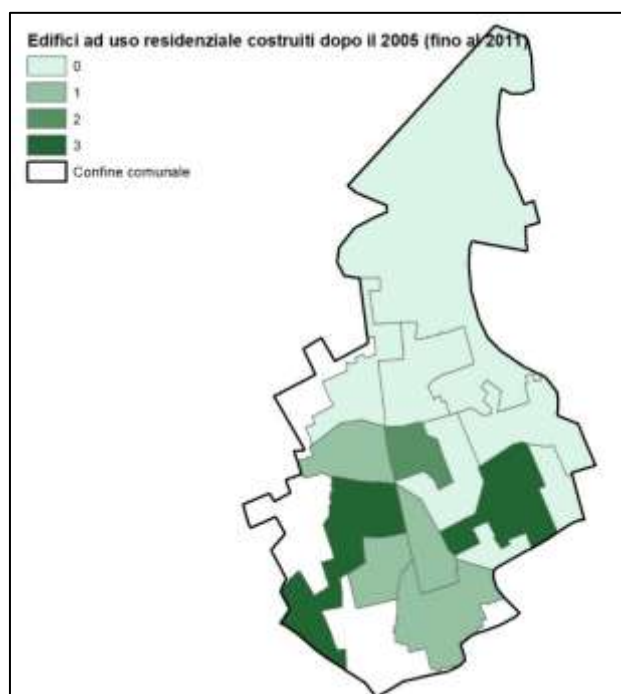 Edifici ad uso residenziale costruiti dopo il 2005 (fino al 2011)
0
1
2
3
Confine comunale